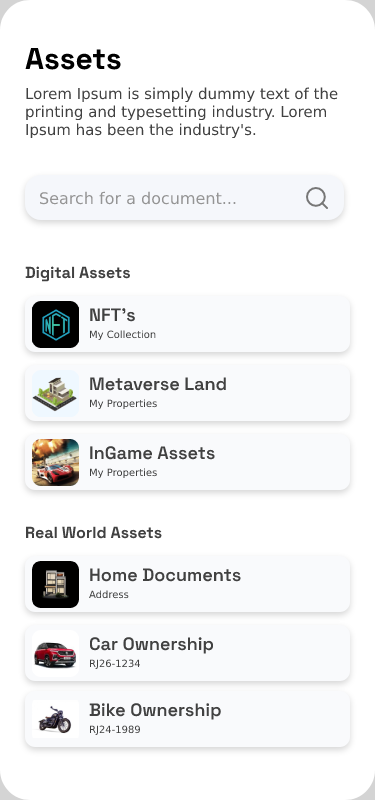 Assets
Lorem Ipsum is simply dummy text of the
printing and typesetting industry. Lorem
Ipsum has been the industry's.
Search for a document...
Digital Assets
NFT
NFT's
My Collection
Metaverse Land
My Properties
InGame Assets
My Properties
Real World Assets
Home Documents
Address
Car Ownership
RJ26-1234
Bike Ownership
RJ24-1989